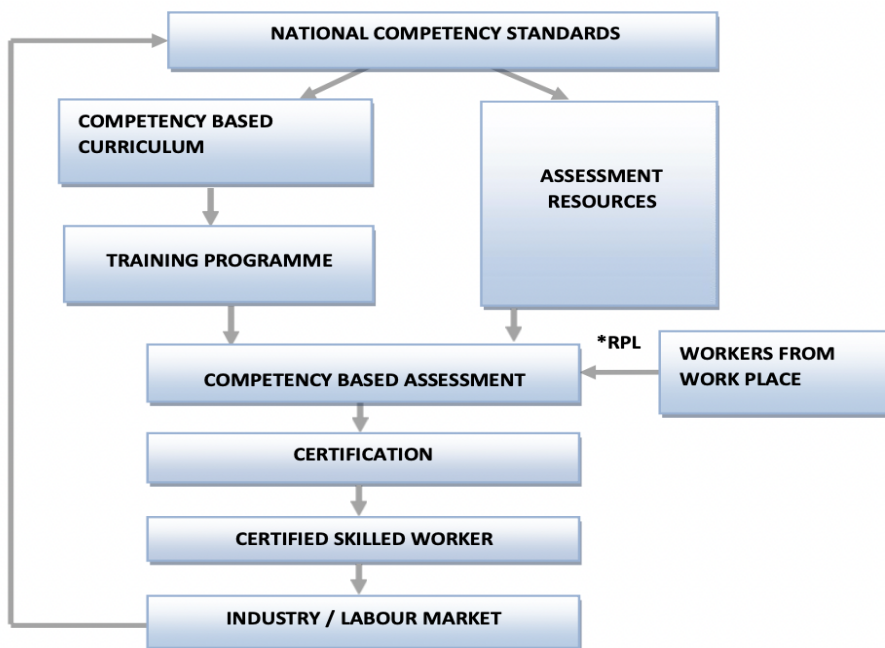 NATIONAL COMPETENCY STANDARDS
COMPETENCY BASED
CURRICULUM
ASSESSMENT
RESOURCES
TRAINING PROGRAMME
*RPL
WORKERS FROM
WORK PLACE
COMPETENCY BASED ASSESSMENT
CERTIFICATION
CERTIFIED SKILLED WORKER
INDUSTRY / LABOUR MARKET